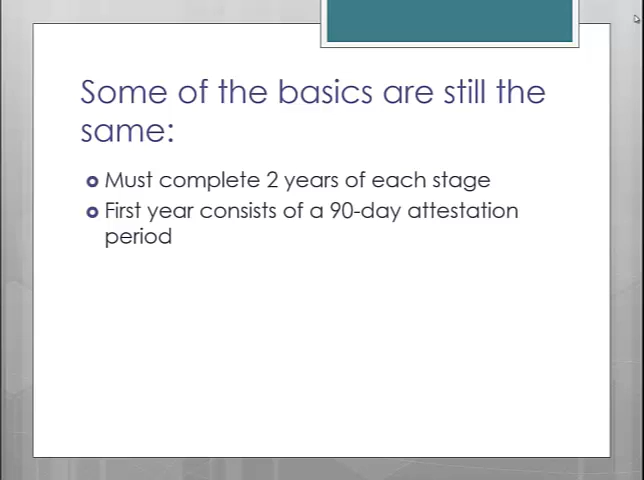 Some of the basics are still the
same:
Must complete 2 years of each stage
First year consists of a 90-day attestation
period